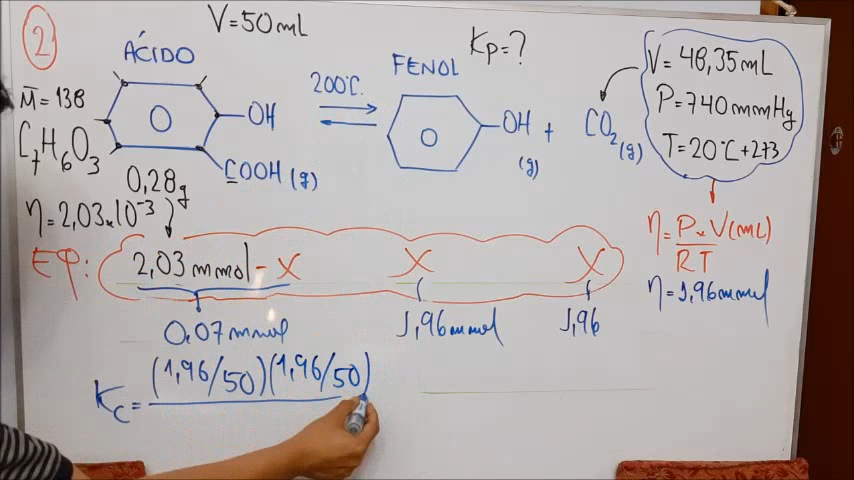 2
V=50mL
ÁCIDO
M̄=138
C7H6O3
O
OH
COOH(g)
0,28g
η=2,03.10⁻³
200°C
Kp=?
FENOL
O
OH
(g)
+
CO2(g)
V=48,35mL
P=740mmHg
T=20°C+273
η=P.V(mL)
RT
η=1,96mmol
EQ:
2,03mmol-X
X
X
0,07mmol
1,96mmol
1,96
Kc=(1,96/50)(1,96/50)